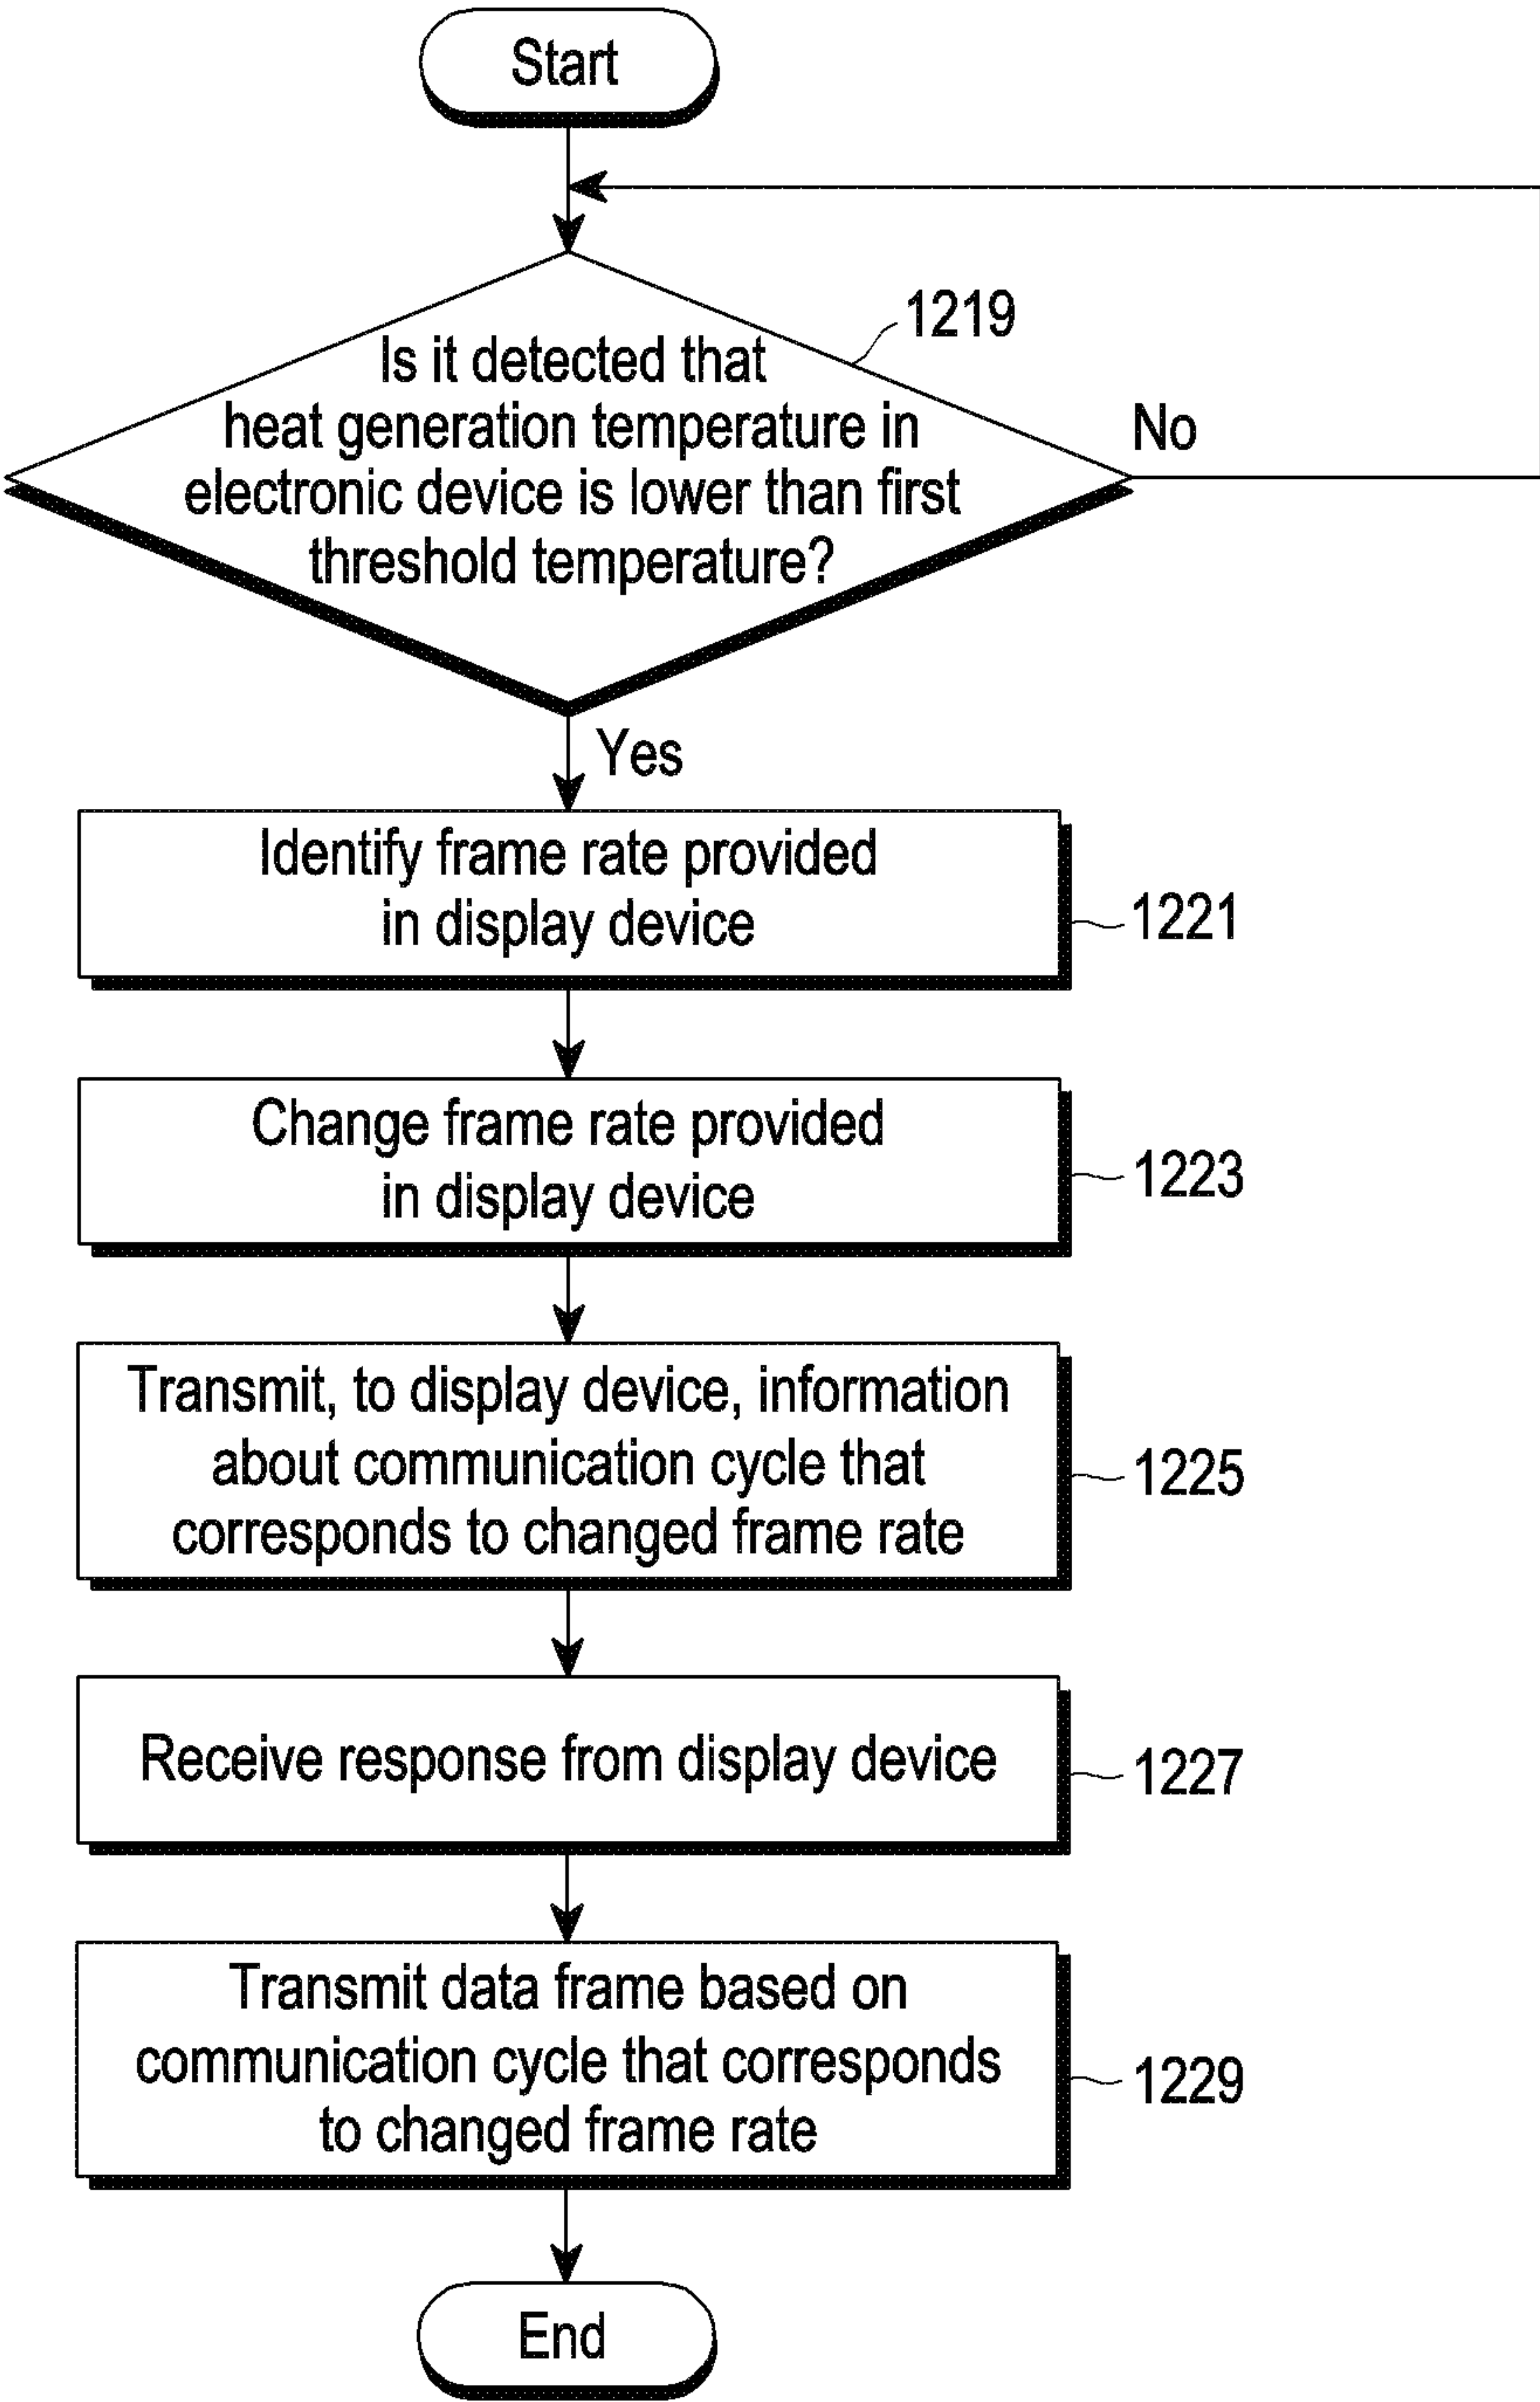 Start
1219
Is it detected that
heat generation temperature in
electronic device is lower than first
threshold temperature?
No
Yes
Identify frame rate provided
in display device
1221
Change frame rate provided
in display device
1223
Transmit, to display device, information
about communication cycle that
corresponds to changed frame rate
1225
Receive response from display device
1227
Transmit data frame based on
communication cycle that corresponds
to changed frame rate
1229
End